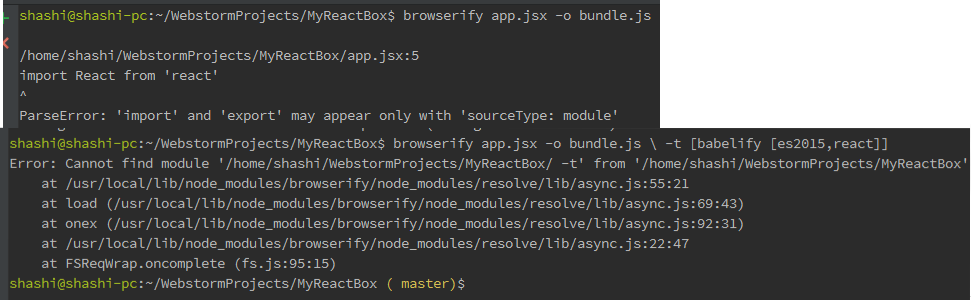 shashi@shashi-pc:~/WebstormProjects/MyReactBox$ browserify app.jsx -o bundle.js
/home/shashi/WebstormProjects/MyReactBox/app.jsx:5
import React from 'react'
^
ParseError: 'import' and 'export' may appear only with 'sourceType: module'
shashi@shashi-pc:~/WebstormProjects/MyReactBox$ browserify app.jsx -o bundle.js \ -t [babelify [es2015,react]]
Error: Cannot find module '/home/shashi/WebstormProjects/MyReactBox/ -t' from '/home/shashi/WebstormProjects/MyReactBox'
    at /usr/local/lib/node_modules/browserify/node_modules/resolve/lib/async.js:55:21
    at load (/usr/local/lib/node_modules/browserify/node_modules/resolve/lib/async.js:69:43)
    at onex (/usr/local/lib/node_modules/browserify/node_modules/resolve/lib/async.js:92:31)
    at /usr/local/lib/node_modules/browserify/node_modules/resolve/lib/async.js:22:47
    at FSReqWrap.oncomplete (fs.js:95:15)
shashi@shashi-pc:~/WebstormProjects/MyReactBox ( master)$